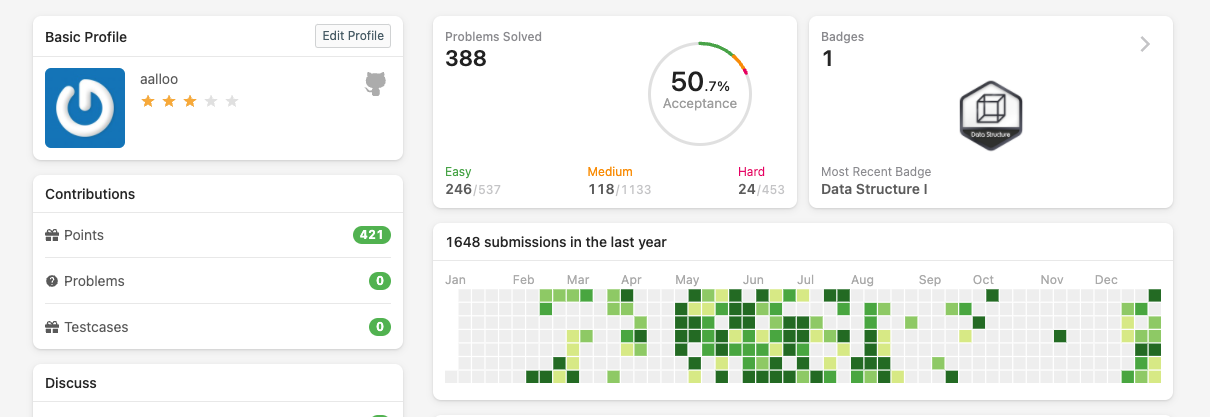 Basic Profile
Edit Profile
aalloo
Contributions
Points 421
Problems 0
Testcases 0
Discuss
Problems Solved
388
50.7%
Acceptance
Easy
246/537
Medium
118/1133
Hard
24/453
Badges
1
Data Structure
Most Recent Badge
Data Structure I
1648 submissions in the last year
Jan Feb Mar Apr May Jun Jul Aug Sep Oct Nov Dec